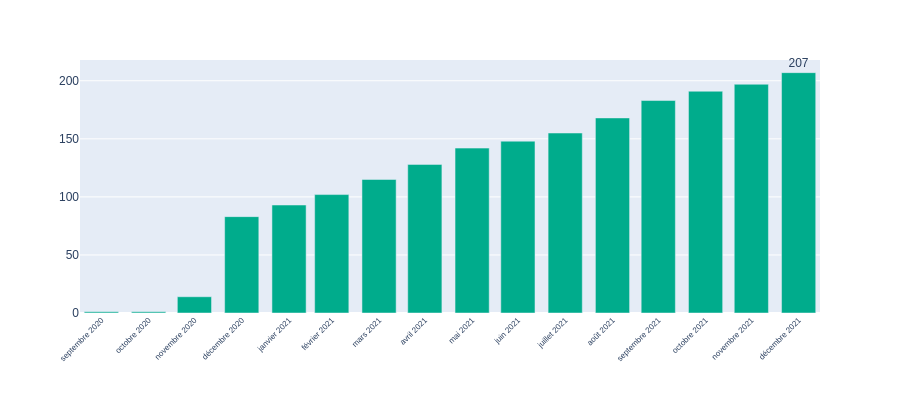 207
200
150
100
50
0
septembre 2020
octobre 2020
novembre 2020
décembre 2020
janvier 2021
février 2021
mars 2021
avril 2021
mai 2021
juin 2021
juillet 2021
août 2021
septembre 2021
octobre 2021
novembre 2021
décembre 2021